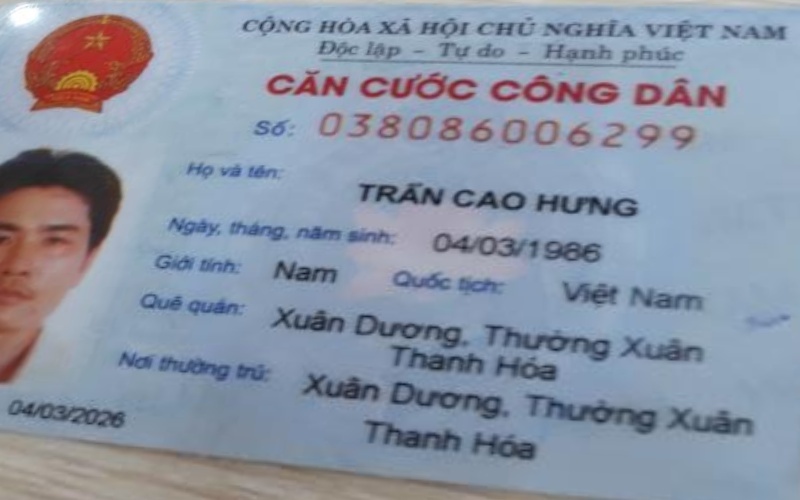 CỘNG HÒA XÃ HỘI CHỦ NGHĨA VIỆT NAM
Độc lập - Tự do - Hạnh phúc
CĂN CƯỚC CÔNG DÂN
Số: 038086006299
Họ và tên:
TRẦN CAO HƯNG
Ngày, tháng, năm sinh: 04/03/1986
Giới tính: Nam Quốc tịch: Việt Nam
Quê quán: Xuân Dương, Thường Xuân
Thanh Hóa
Nơi thường trú: Xuân Dương, Thường Xuân
Thanh Hóa
04/03/2026